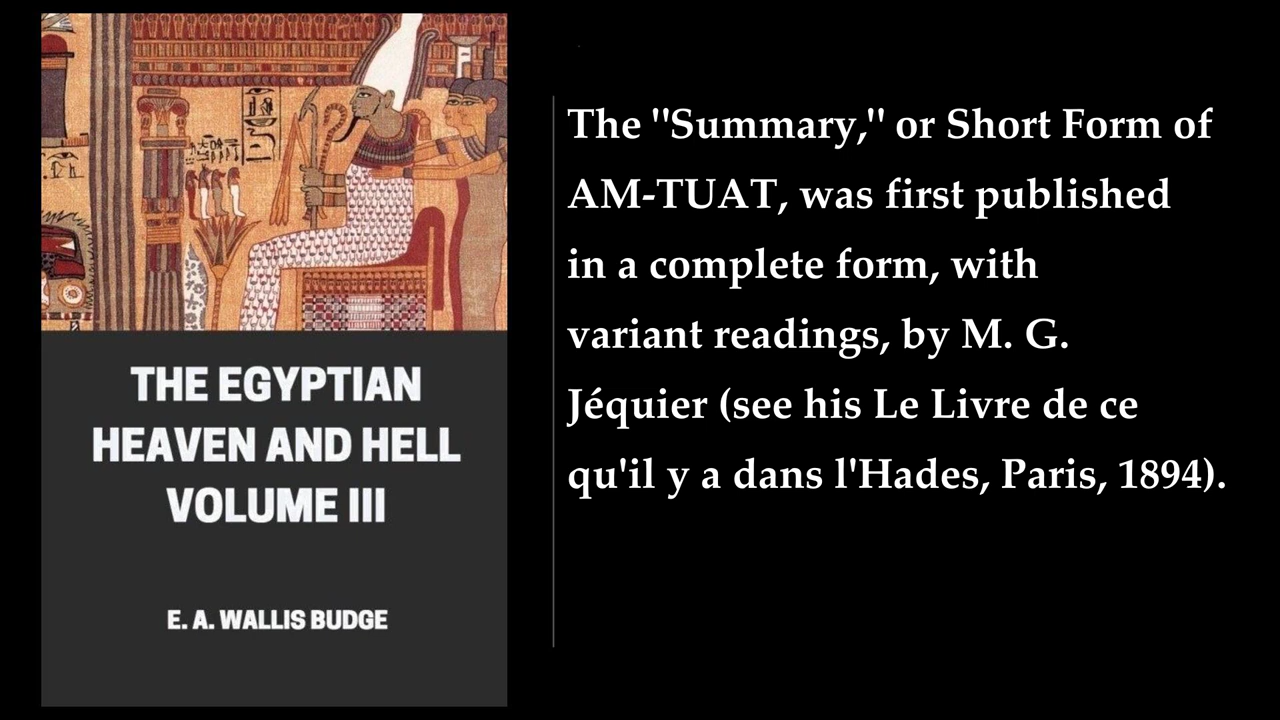 THE EGYPTIAN
HEAVEN AND HELL
VOLUME III
E. A. WALLIS BUDGE
The "Summary," or Short Form of
AM-TUAT, was first published
in a complete form, with
variant readings, by M. G.
Jéquier (see his Le Livre de ce
qu'il y a dans l'Hades, Paris, 1894).